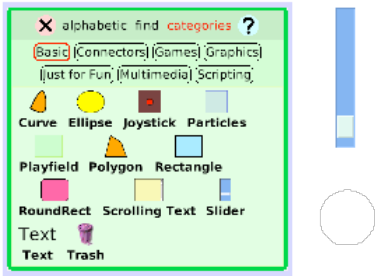 alphabetic find categories ?
Basic Connectors Games Graphics
Just for Fun Multimedia Scripting
Curve Ellipse Joystick Particles
Playfield Polygon Rectangle
RoundRect Scrolling Text Slider
Text
Text Trash